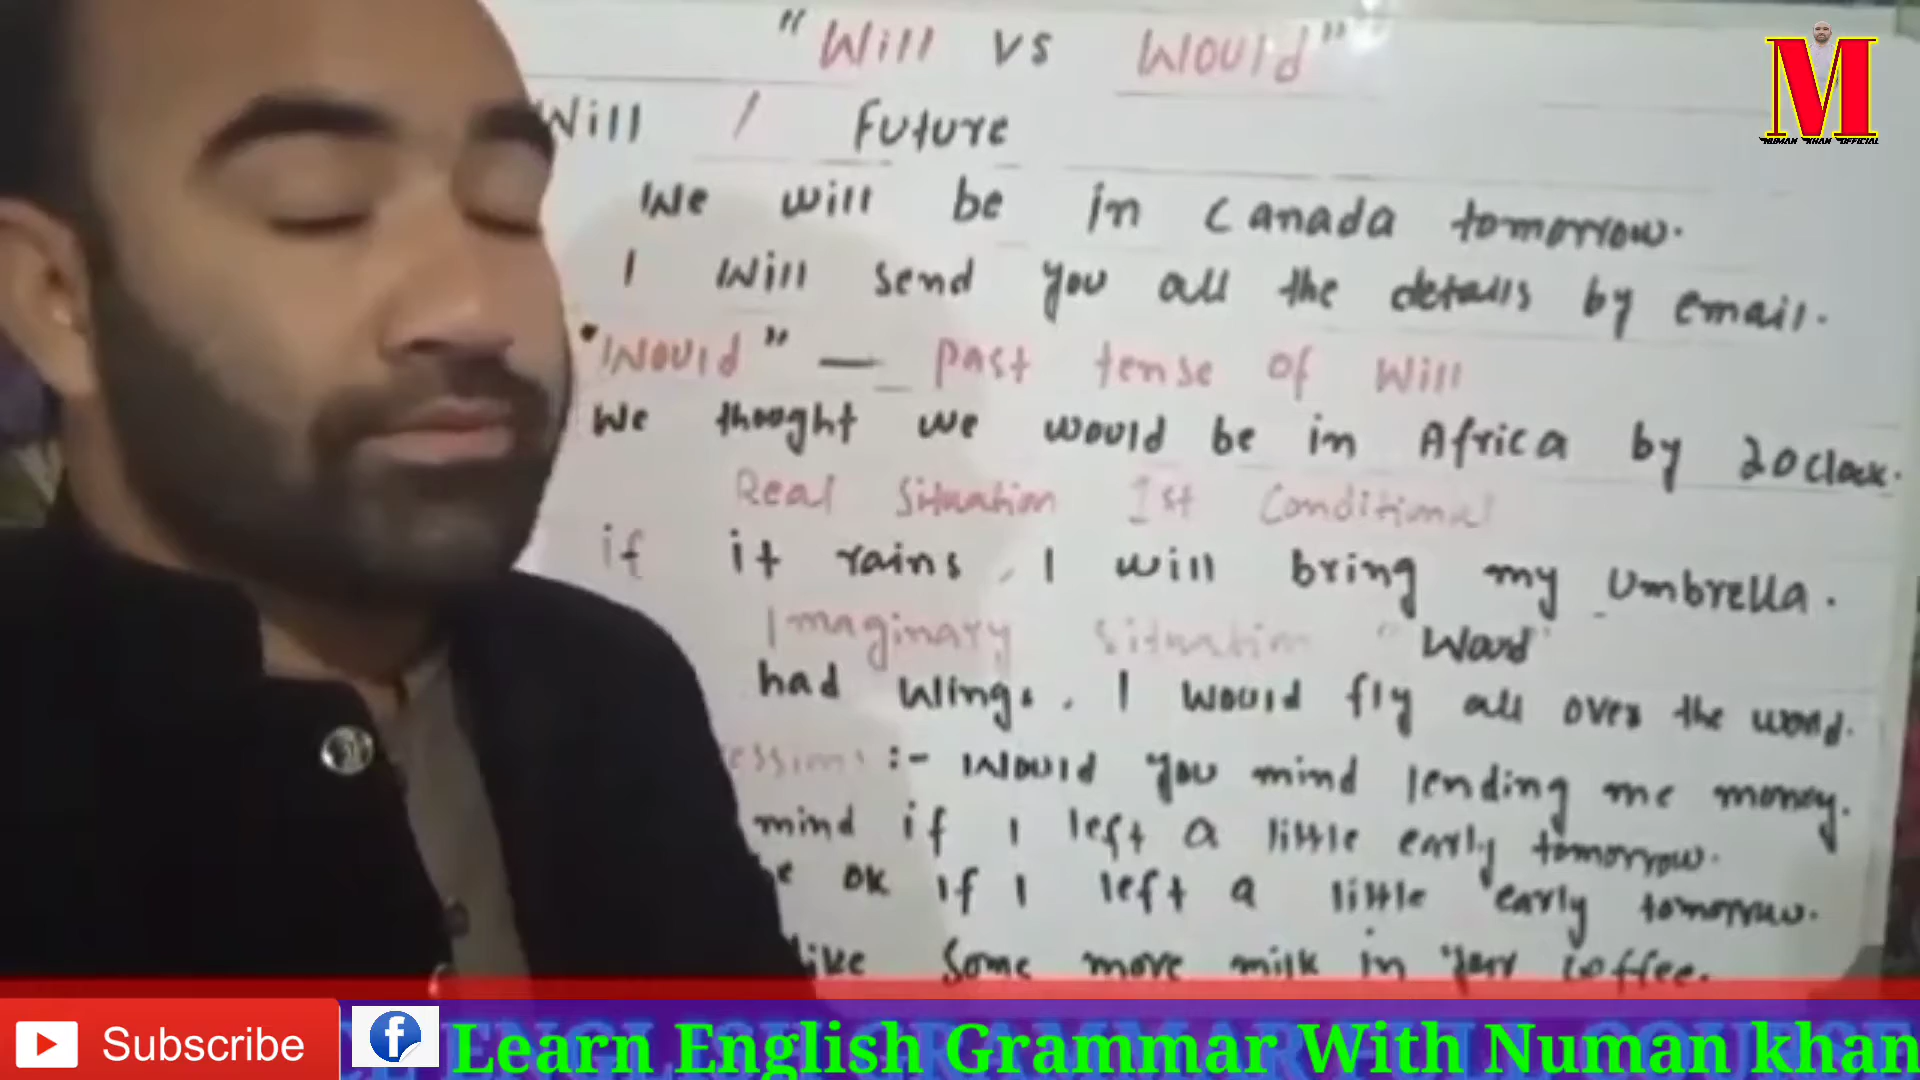 "Will vs Would"
Will / Future
We will be in Canada tomorrow.
I will send you all the details by email.
"Would" — past tense of Will
We thought we would be in Africa by 2 O clock.
Real Situation 1st Conditional
if it rains, I will bring my umbrella.
Imaginary Situation "Woud"
had wings, I would fly all over the
:- Would you mind lending me money.
mind if I left a little early tomorrow.
ok if I left a little early tomorrow.
like some more milk in your coffee.
M
NUMAN KHAN OFFICIAL
Subscribe
Learn English Grammar With Numan khan